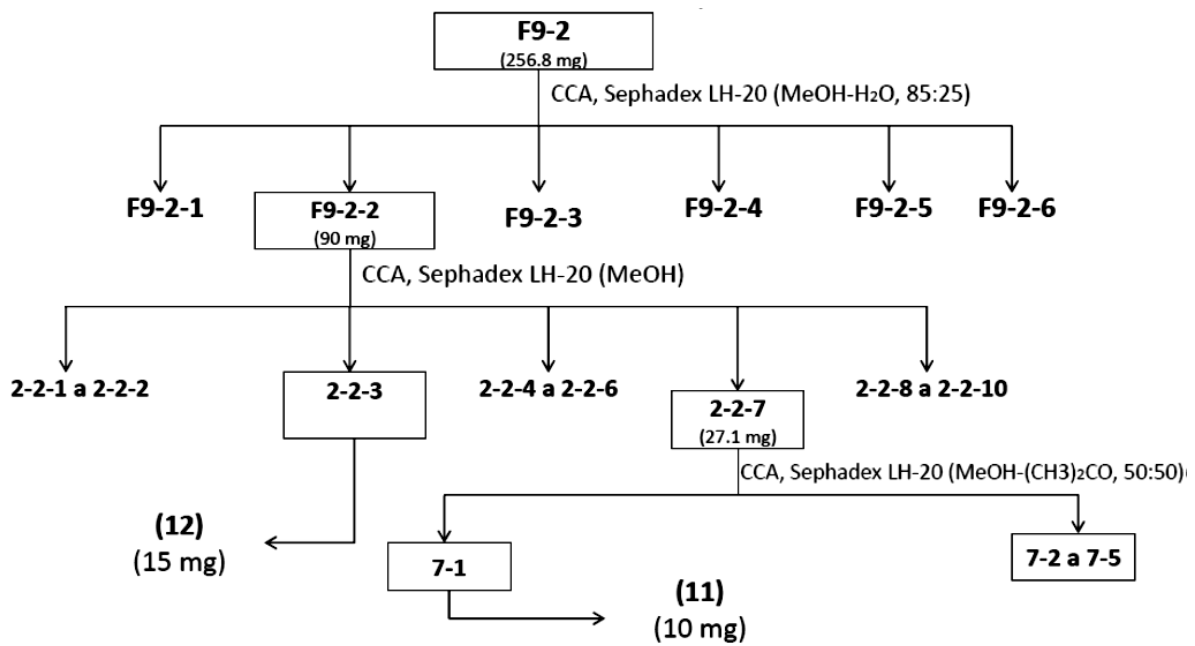 F9-2
(256.8 mg)
CCA, Sephadex LH-20 (MeOH-H₂O, 85:25)
F9-2-1
F9-2-2
(90 mg)
F9-2-3
F9-2-4
F9-2-5
F9-2-6
CCA, Sephadex LH-20 (MeOH)
2-2-1 a 2-2-2
2-2-3
2-2-4 a 2-2-6
2-2-7
(27.1 mg)
2-2-8 a 2-2-10
CCA, Sephadex LH-20 (MeOH-(CH3)₂CO, 50:50)(
(12)
(15 mg)
7-1
7-2 a 7-5
(11)
(10 mg)